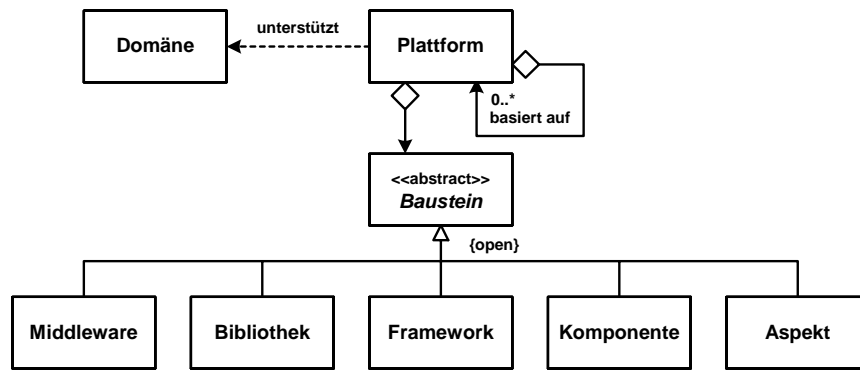 Domäne
unterstützt
Plattform
0..*
basiert auf
<<abstract>>
Baustein
{open}
Middleware
Bibliothek
Framework
Komponente
Aspekt